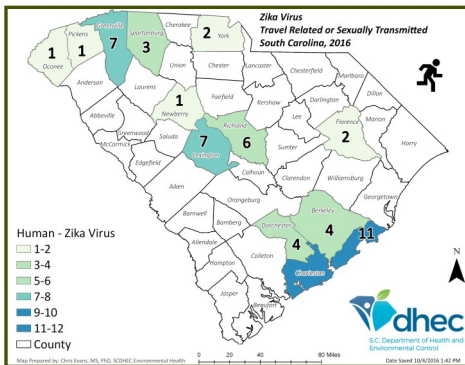 Zika Virus
Travel Related or Sexually Transmitted
South Carolina, 2016
Greenville
Spartanburg
Cherokee
York
Pickens
Oconee
7
3
2
1
1
Anderson
Union
Chester
Lancaster
Chesterfield
Marlboro
Laurens
Dillon
Darlington
Abbeville
1
Newberry
Fairfield
Kershaw
Lee
Marion
Florence
2
Greenwood
McCormick
Saluda
Richland
6
Horry
Edgefield
7
Lexington
Sumter
Calhoun
Williamsburg
Clarendon
Aiken
Georgetown
Orangeburg
Barnwell
Bamberg
Berkeley
4
Dorchester
4
11
Allendale
Colleton
Hampton
Charleston
Jasper
Beaufort
Human - Zika Virus
1-2
3-4
5-6
7-8
9-10
11-12
County
N
dhec
S.C. Department of Health and
Environmental Control
0 20 40 80 Miles
Map Prepared by: Chris Evans, MS, PhD, SCDHEC Environmental Health
Date Saved 10/4/2016 1:42 PM